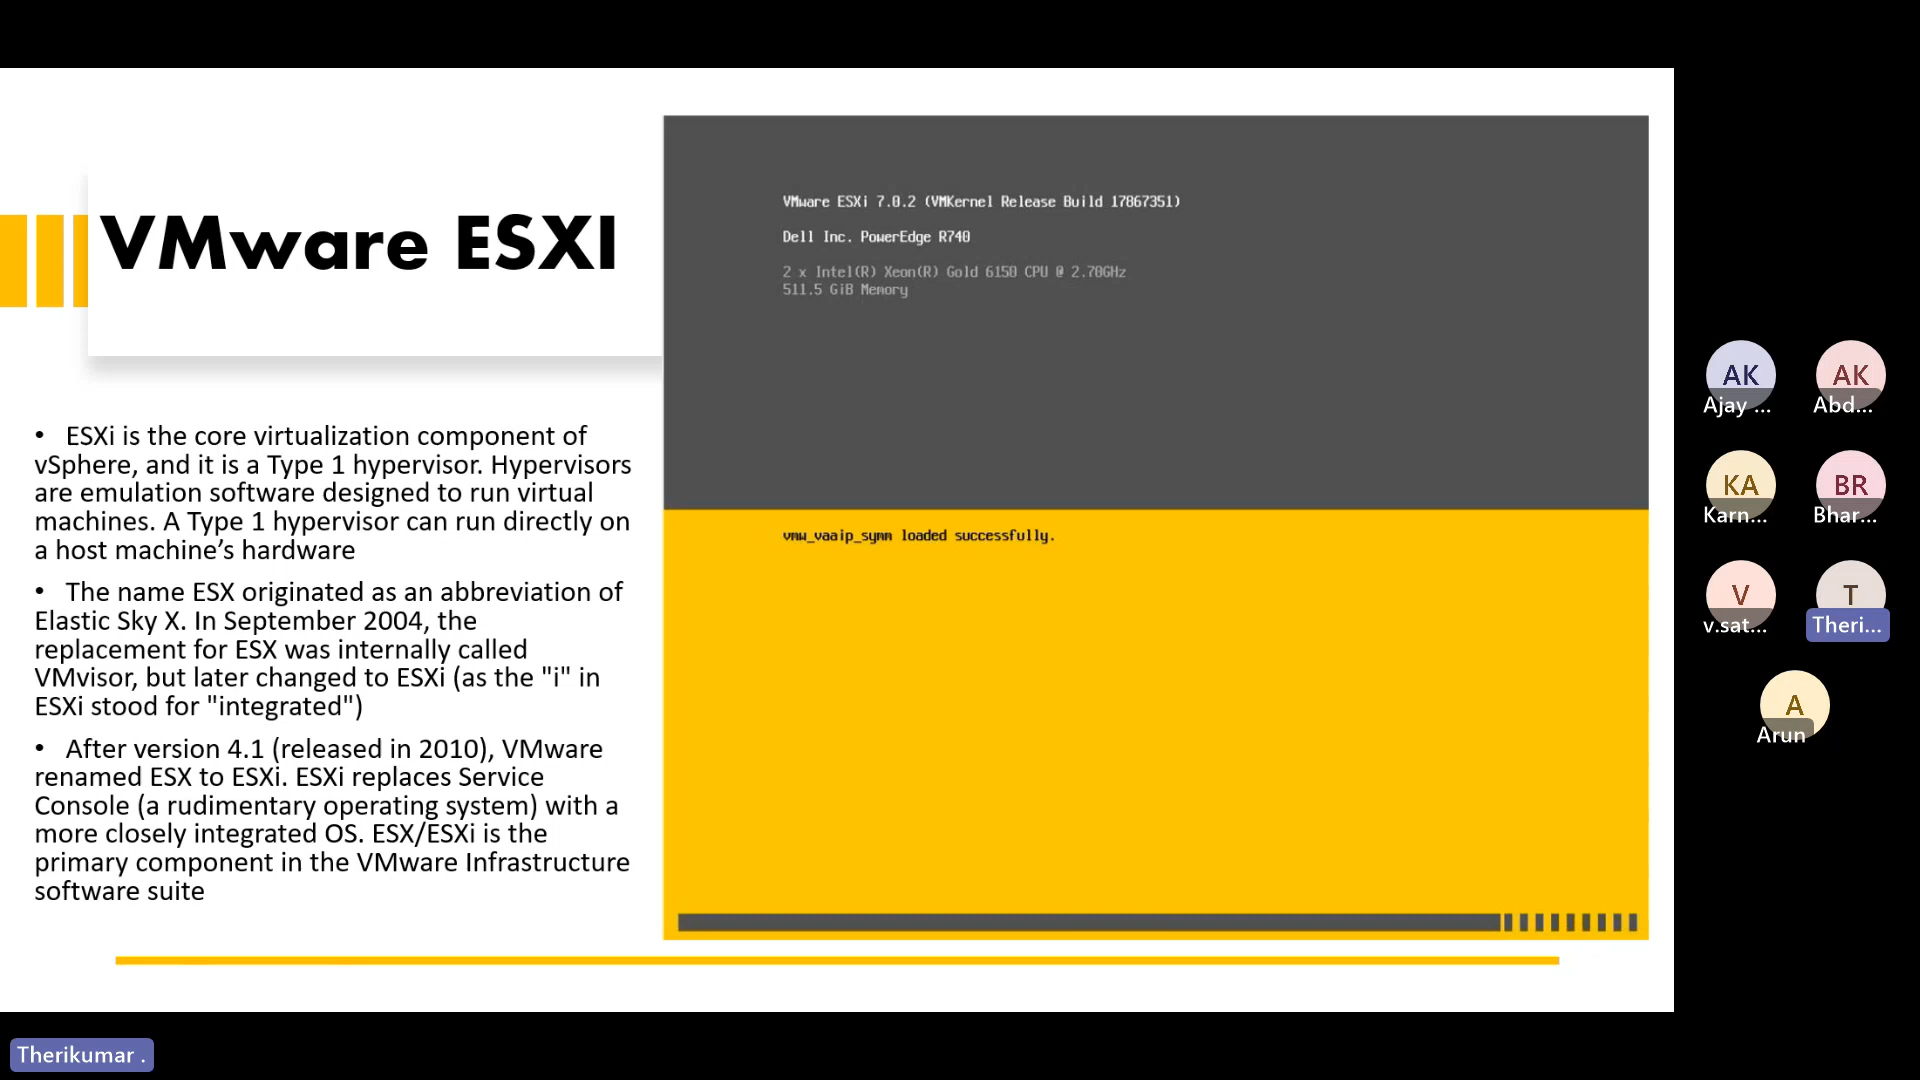 VMware ESXI
• ESXi is the core virtualization component of
vSphere, and it is a Type 1 hypervisor. Hypervisors
are emulation software designed to run virtual
machines. A Type 1 hypervisor can run directly on
a host machine’s hardware
• The name ESX originated as an abbreviation of
Elastic Sky X. In September 2004, the
replacement for ESX was internally called
VMvisor, but later changed to ESXi (as the "i" in
ESXi stood for "integrated")
• After version 4.1 (released in 2010), VMware
renamed ESX to ESXi. ESXi replaces Service
Console (a rudimentary operating system) with a
more closely integrated OS. ESX/ESXi is the
primary component in the VMware Infrastructure
software suite
VMware ESXi 7.0.2 (VMKernel Release Build 17867351)
Dell Inc. PowerEdge R740
2 x Intel(R) Xeon(R) Gold 6150 CPU @ 2.70GHz
511.5 GiB Memory
vmw_vaaip_symm loaded successfully.
AK
Ajay ...
AK
Abd...
KA
Karn...
BR
Bhar...
V
v.sat...
T
Theri...
A
Arun
Therikumar .